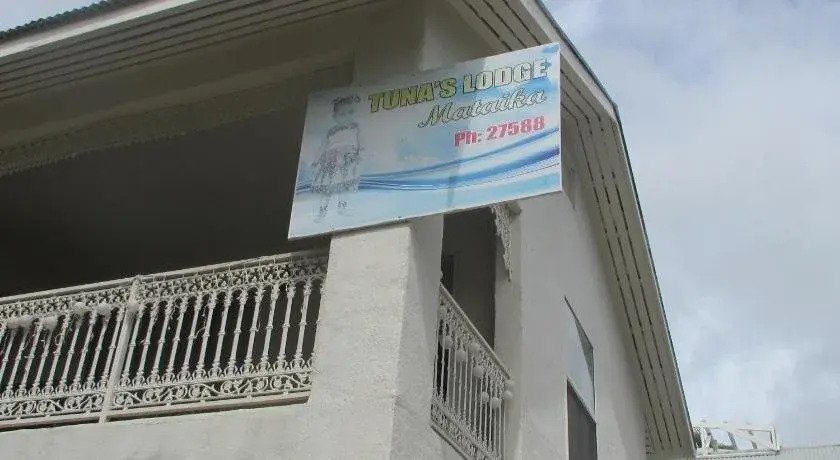 TUNA'S LODGE
Mataika
Ph: 27588